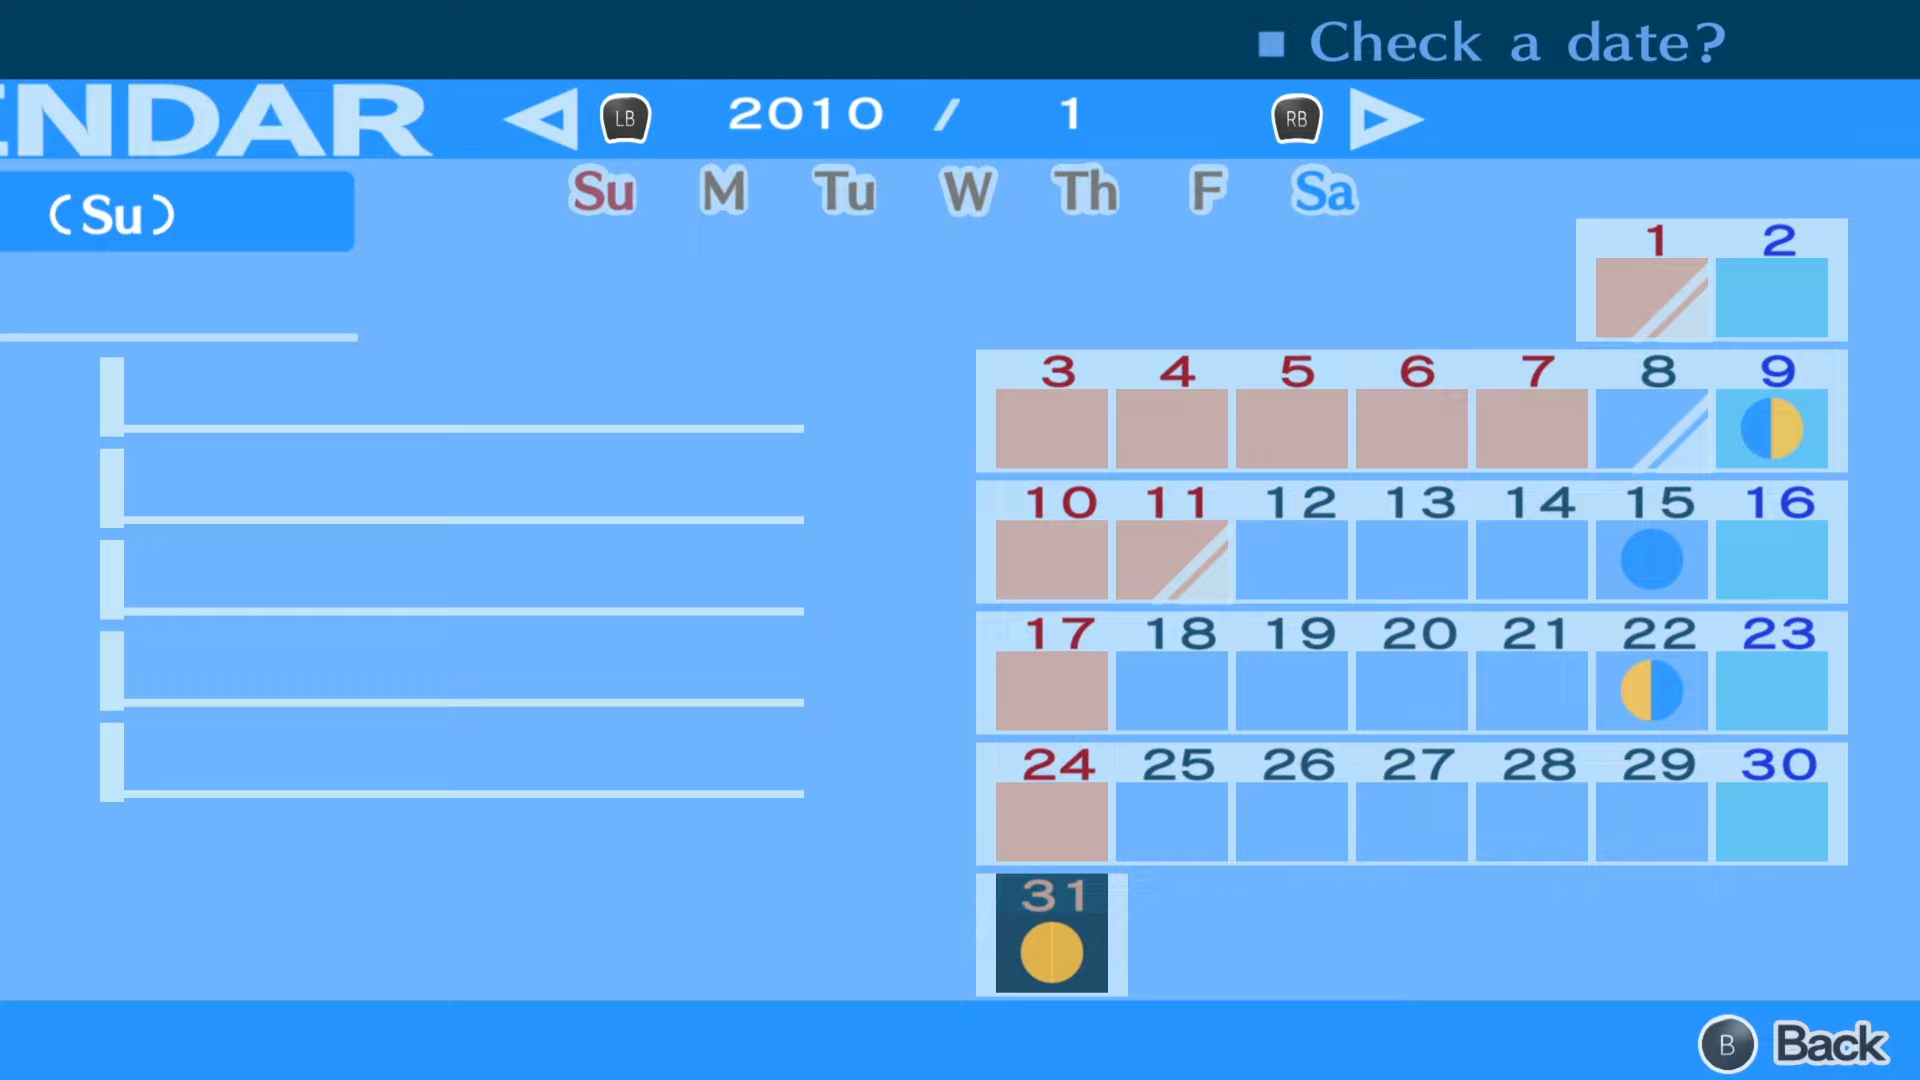 Check a date?
ENDAR
LB 2010 / 1 RB
(Su)
Su M Tu W Th F Sa
1 2
3 4 5 6 7 8 9
10 11 12 13 14 15 16
17 18 19 20 21 22 23
24 25 26 27 28 29 30
31
B Back